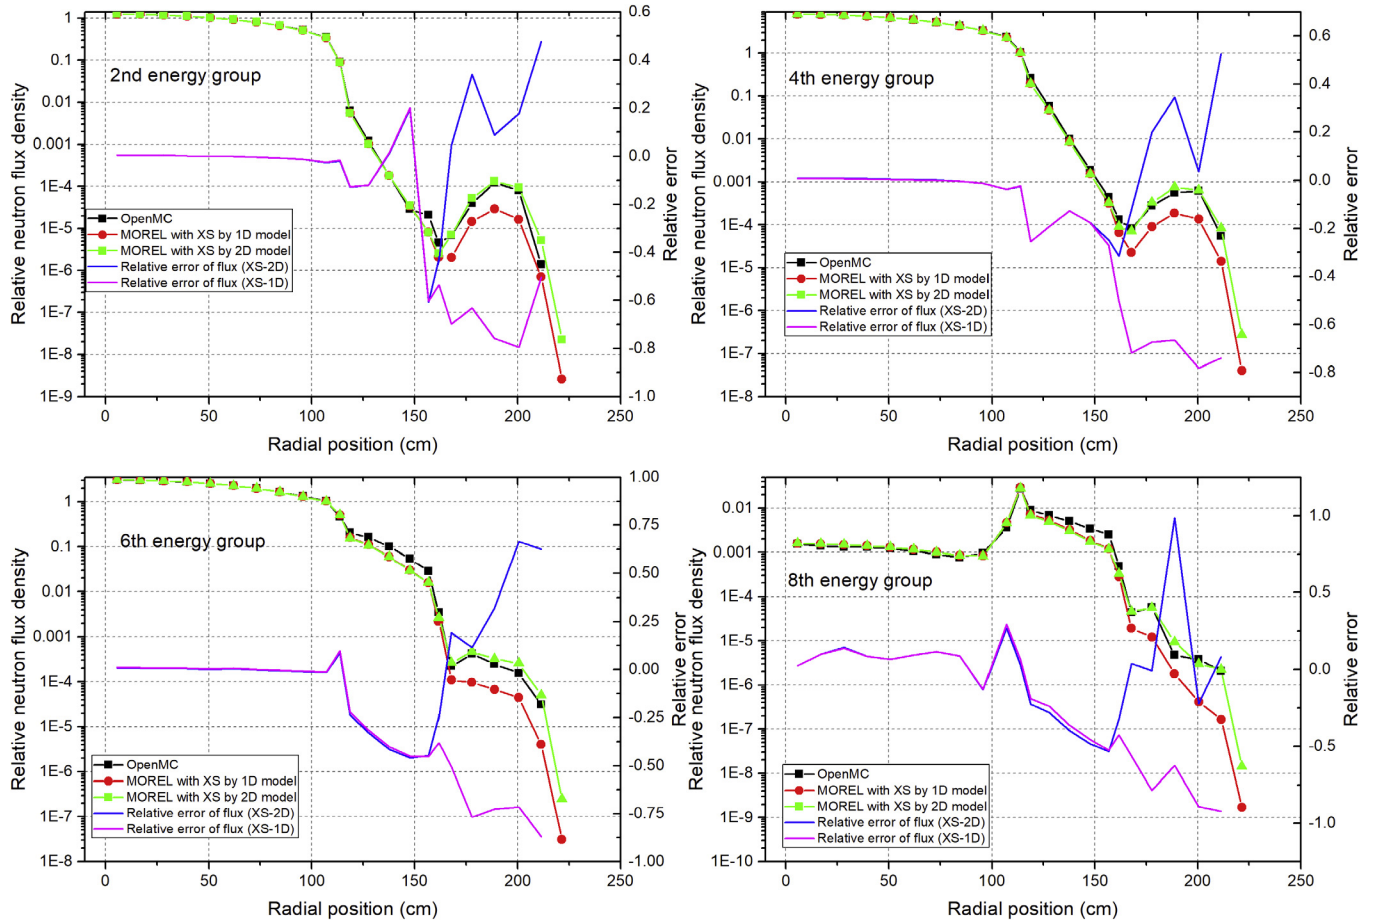 2nd energy group
Relative neutron flux density
1
0.1
0.01
0.001
1E-4
1E-5
1E-6
1E-7
1E-8
1E-9
0.6
0.4
0.2
0.0
-0.2
-0.4
-0.6
-0.8
-1.0
Relative error
OpenMC
MOREL with XS by 1D model
MOREL with XS by 2D model
Relative error of flux (XS-2D)
Relative error of flux (XS-1D)
0 50 100 150 200 250
Radial position (cm)
4th energy group
Relative neutron flux density
1
0.1
0.01
0.001
1E-4
1E-5
1E-6
1E-7
1E-8
0.6
0.4
0.2
0.0
-0.2
-0.4
-0.6
-0.8
Relative error
OpenMC
MOREL with XS by 1D model
MOREL with XS by 2D model
Relative error of flux (XS-2D)
Relative error of flux (XS-1D)
0 50 100 150 200 250
Radial position (cm)
6th energy group
Relative neutron flux density
1
0.1
0.01
0.001
1E-4
1E-5
1E-6
1E-7
1E-8
1.00
0.75
0.50
0.25
0.00
-0.25
-0.50
-0.75
-1.00
Relative error
OpenMC
MOREL with XS by 1D model
MOREL with XS by 2D model
Relative error of flux (XS-2D)
Relative error of flux (XS-1D)
0 50 100 150 200 250
Radial position (cm)
8th energy group
Relative neutron flux density
0.01
0.001
1E-4
1E-5
1E-6
1E-7
1E-8
1E-9
1E-10
1.0
0.5
0.0
-0.5
-1.0
Relative error
OpenMC
MOREL with XS by 1D model
MOREL with XS by 2D model
Relative error of flux (XS-2D)
Relative error of flux (XS-1D)
0 50 100 150 200 250
Radial position (cm)